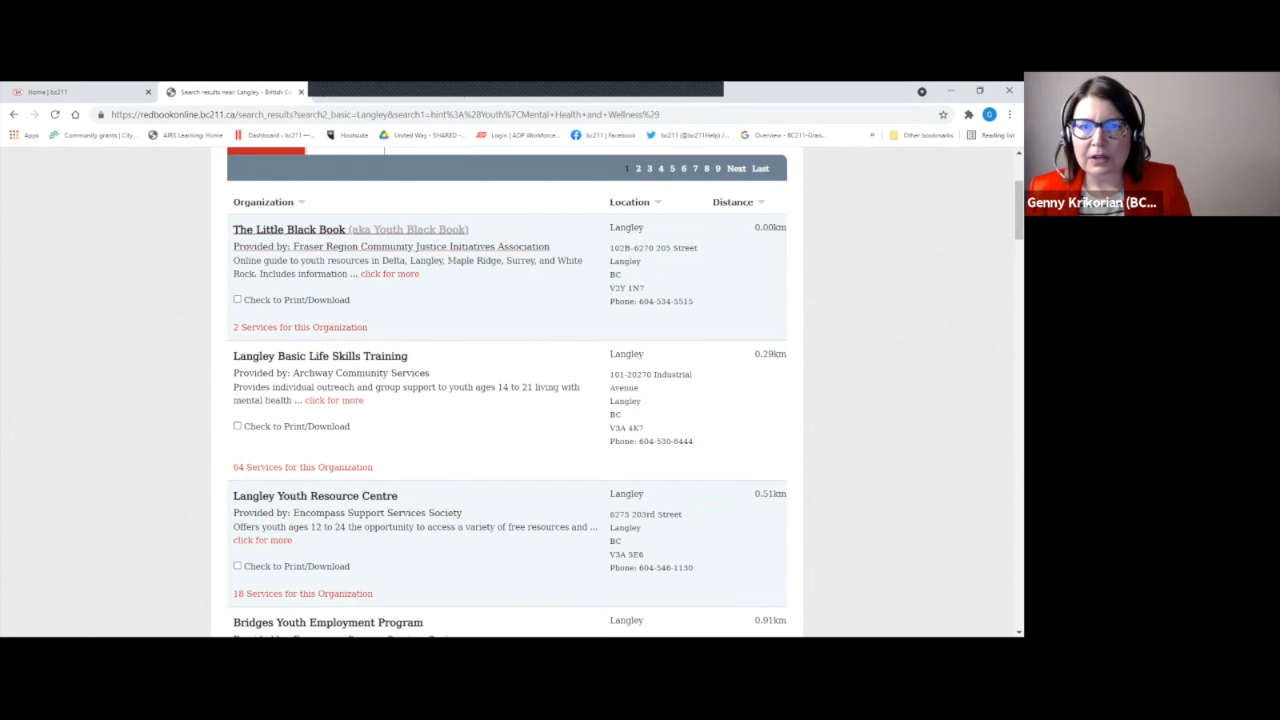 Home | bc211
Search results near Langley - British Co
https://redbookonline.bc211.ca/search_results?search2_basic=Langley&search1=hint%3A%28Youth%7CMental+Health+and+Wellness%29
Apps
Community grants | City...
AIRS Learning: Home
Dashboard —...
Hootsuite
United Way - SHARED -...
Login | ADP Workforce...
bc211 | Facebook
bc211 (@bc211Help) /...
Overview - BC211-Gran...
»
Other bookmarks
Reading list
1 2 3 4 5 6 7 8 9 Next Last
Organization Location Distance
The Little Black Book (aka Youth Black Book)
Provided by: Fraser Region Community Justice Initiatives Association
Online guide to youth resources in Delta, Langley, Maple Ridge, Surrey, and White
Rock. Includes information ... click for more
Check to Print/Download
2 Services for this Organization
Langley
102B-6270 205 Street
Langley
BC
V2Y 1N7
Phone: 604-534-5515
0.00km
Langley Basic Life Skills Training
Provided by: Archway Community Services
Provides individual outreach and group support to youth ages 14 to 21 living with
mental health ... click for more
Check to Print/Download
64 Services for this Organization
Langley
101-20270 Industrial
Avenue
Langley
BC
V3A 4K7
Phone: 604-530-6444
0.29km
Langley Youth Resource Centre
Provided by: Encompass Support Services Society
Offers youth ages 12 to 24 the opportunity to access a variety of free resources and ...
click for more
Check to Print/Download
18 Services for this Organization
Langley
6275 203rd Street
Langley
BC
V3A 5E6
Phone: 604-546-1130
0.51km
Bridges Youth Employment Program
Langley
0.91km
Genny Krikorian (BC...